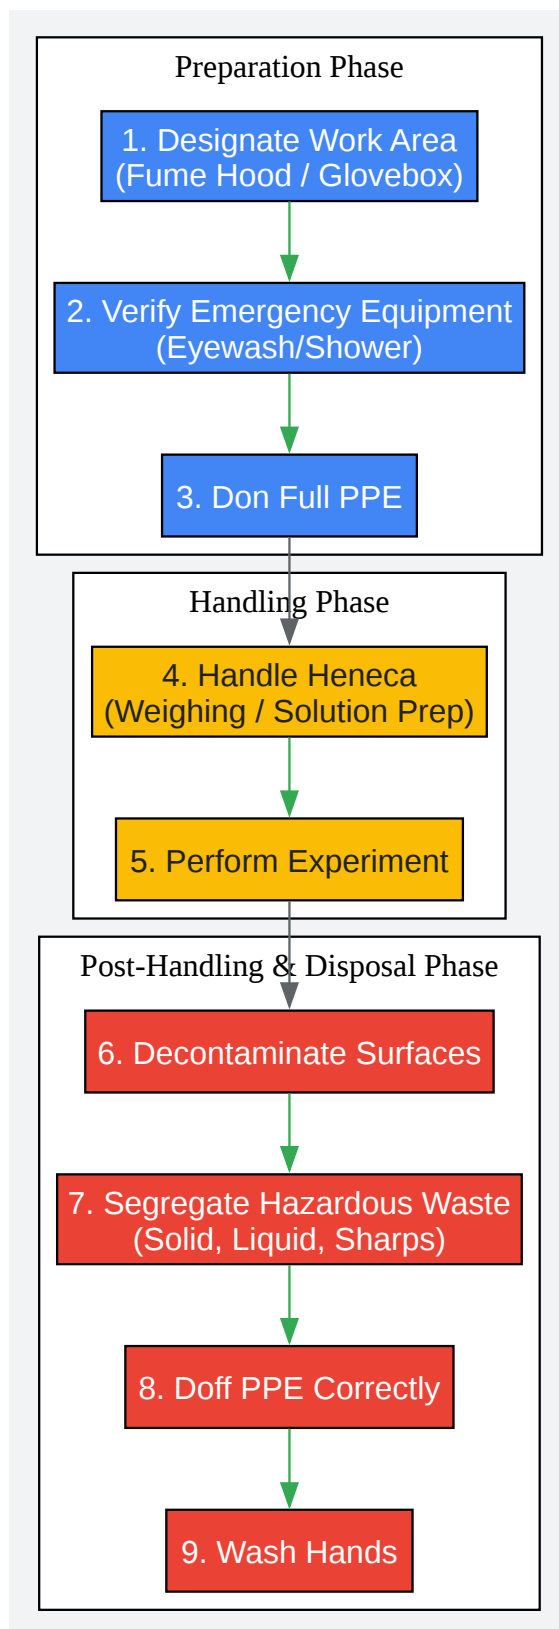 Preparation Phase
1. Designate Work Area
(Fume Hood / Glovebox)
2. Verify Emergency Equipment
(Eyewash/Shower)
3. Don Full PPE
Handling Phase
4. Handle Heneca
(Weighing / Solution Prep)
5. Perform Experiment
Post-Handling & Disposal Phase
6. Decontaminate Surfaces
7. Segregate Hazardous Waste
(Solid, Liquid, Sharps)
8. Doff PPE Correctly
9. Wash Hands